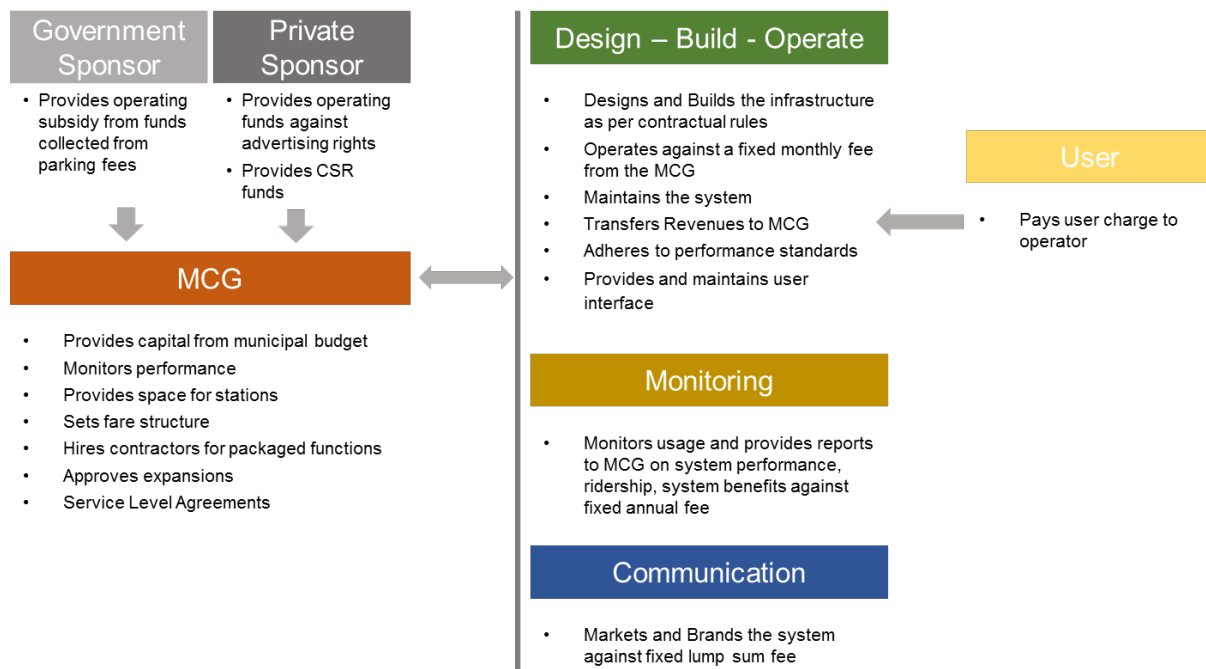 Government
Sponsor
• Provides operating
subsidy from funds
collected from
parking fees
Private
Sponsor
• Provides operating
funds against
advertising rights
• Provides CSR
funds
MCG
• Provides capital from municipal budget
• Monitors performance
• Provides space for stations
• Sets fare structure
• Hires contractors for packaged functions
• Approves expansions
• Service Level Agreements
Design – Build - Operate
• Designs and Builds the infrastructure
as per contractual rules
• Operates against a fixed monthly fee
from the MCG
• Maintains the system
• Transfers Revenues to MCG
• Adheres to performance standards
• Provides and maintains user
interface
Monitoring
• Monitors usage and provides reports
to MCG on system performance,
ridership, system benefits against
fixed annual fee
Communication
• Markets and Brands the system
against fixed lump sum fee
User
• Pays user charge to
operator